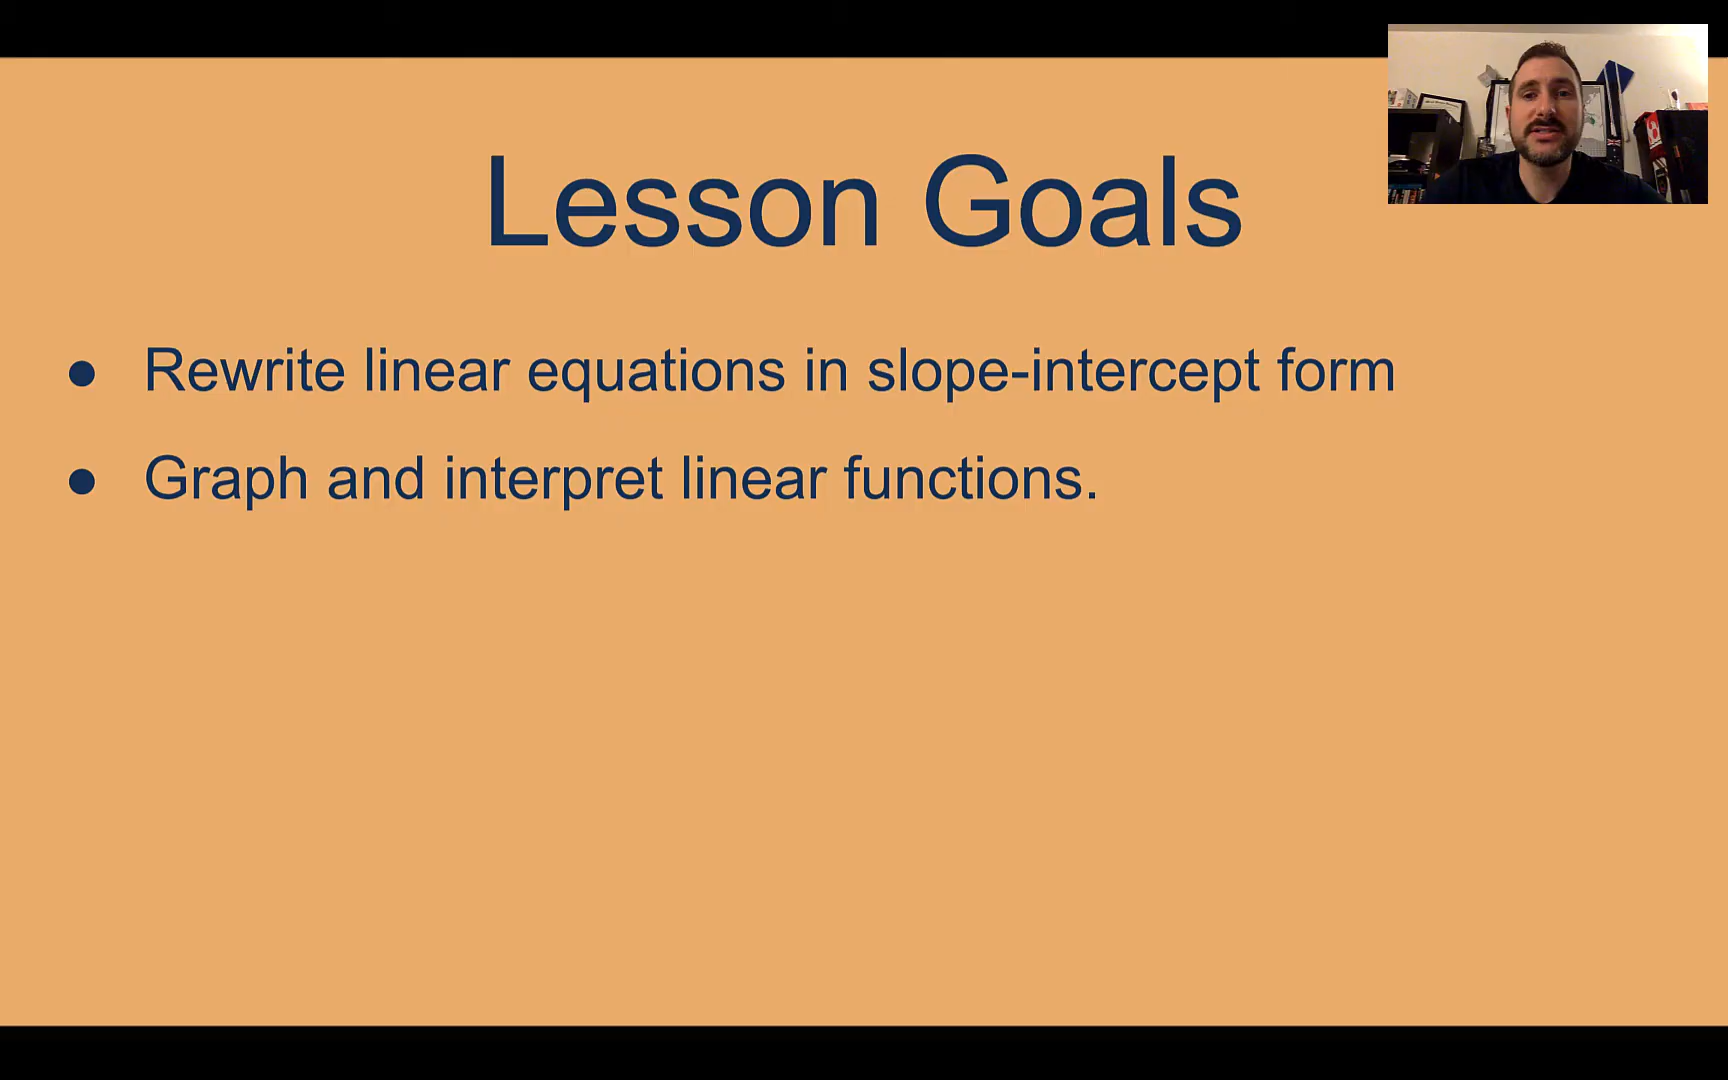 Lesson Goals
● Rewrite linear equations in slope-intercept form
● Graph and interpret linear functions.